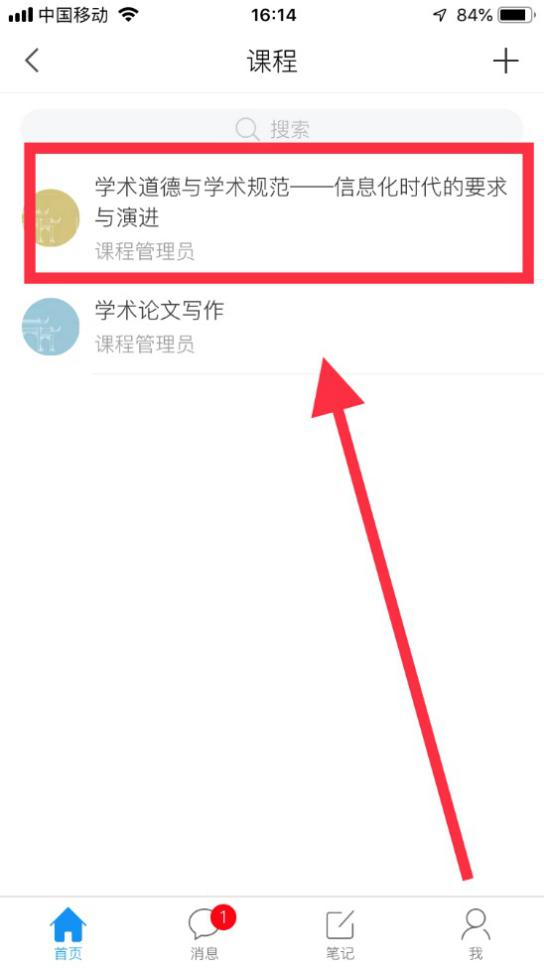 中国移动
16:14
84%
课程
搜索
学术道德与学术规范——信息化时代的要求
与演进
课程管理员
学术论文写作
课程管理员
1
首页
消息
笔记
我